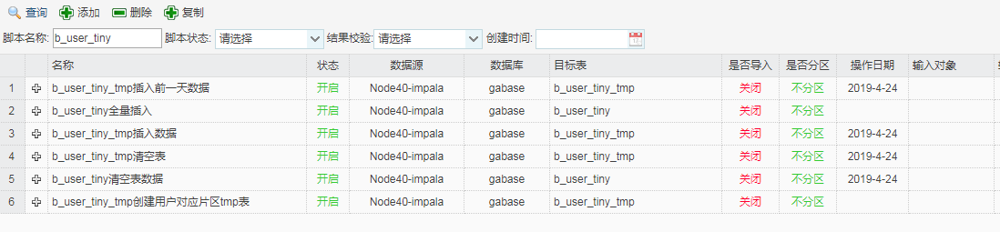 查询 添加 删除 复制
脚本名称: b_user_tiny 脚本状态: 请选择 结果校验: 请选择 创建时间:
名称 状态 数据源 数据库 目标表 是否导入 是否分区 操作日期 输入对象
1 b_user_tiny_tmp插入前一天数据 开启 Node40-impala gabase b_user_tiny_tmp 关闭 不分区 2019-4-24
2 b_user_tiny全量插入 开启 Node40-impala gabase b_user_tiny 关闭 不分区
3 b_user_tiny_tmp插入数据 开启 Node40-impala gabase b_user_tiny_tmp 关闭 不分区 2019-4-24
4 b_user_tiny_tmp清空表 开启 Node40-impala gabase b_user_tiny_tmp 关闭 不分区 2019-4-24
5 b_user_tiny清空表数据 开启 Node40-impala gabase b_user_tiny 关闭 不分区 2019-4-24
6 b_user_tiny_tmp创建用户对应片区tmp表 开启 Node40-impala gabase b_user_tiny_tmp 关闭 不分区